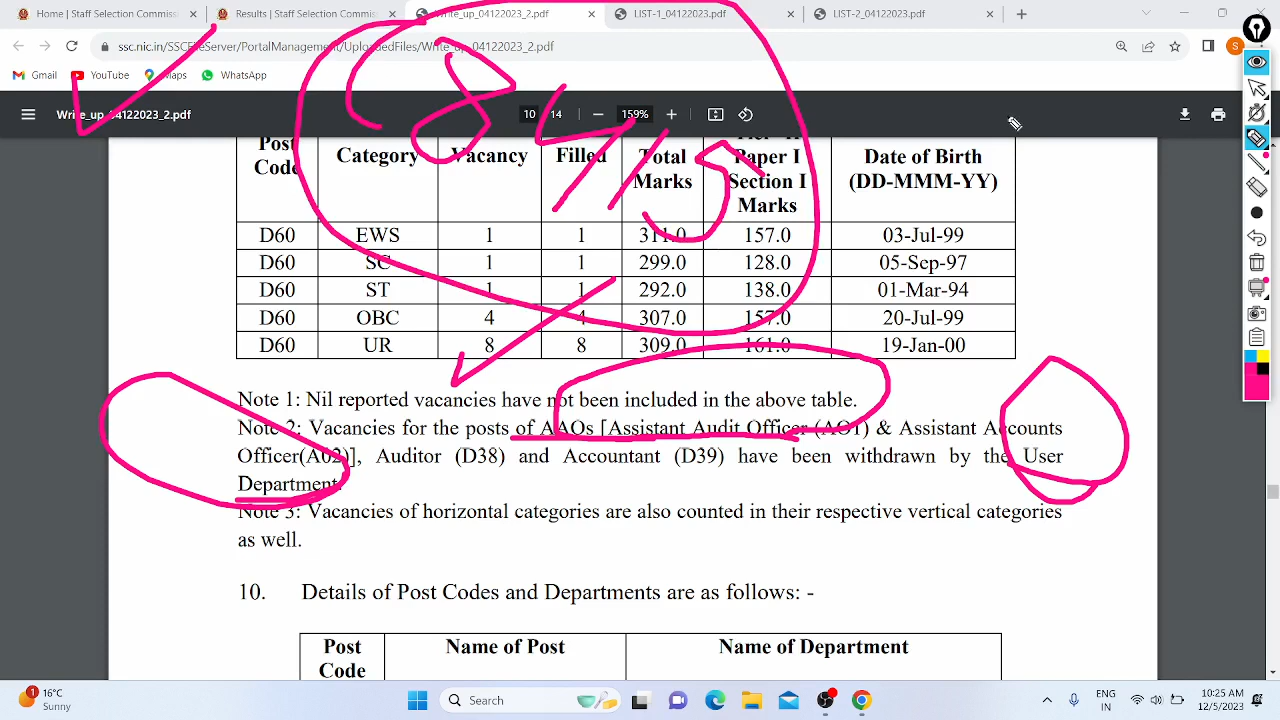 Staff Selection Commis
Results | Staff Selection Commis
Write_up_04122023_2.pdf
LIST-1_04122023.pdf
04122023.pdf
ssc.nic.in/SSCFileServer/PortalManagement/UploadedFiles/Write_up_04122023_2.pdf
Gmail YouTube Maps WhatsApp
Write_up_04122023_2.pdf 10 14 159%
8775
Post Code Category Vacancy Filled Total Marks Paper I Section I Marks Date of Birth (DD-MMM-YY)
D60 EWS 1 1 311.0 157.0 03-Jul-99
D60 SC 1 1 299.0 128.0 05-Sep-97
D60 ST 1 1 292.0 138.0 01-Mar-94
D60 OBC 4 4 307.0 157.0 20-Jul-99
D60 UR 8 8 309.0 161.0 19-Jan-00
Note 1: Nil reported vacancies have not been included in the above table.
Note 2: Vacancies for the posts of AAOs [Assistant Audit Officer (AO1) & Assistant Accounts
Officer(A02)], Auditor (D38) and Accountant (D39) have been withdrawn by the User
Department.
Note 3: Vacancies of horizontal categories are also counted in their respective vertical categories
as well.
10. Details of Post Codes and Departments are as follows: -
Post Code Name of Post Name of Department
16°C
Sunny
1
Search
ENG
IN
10:25 AM
12/5/2023